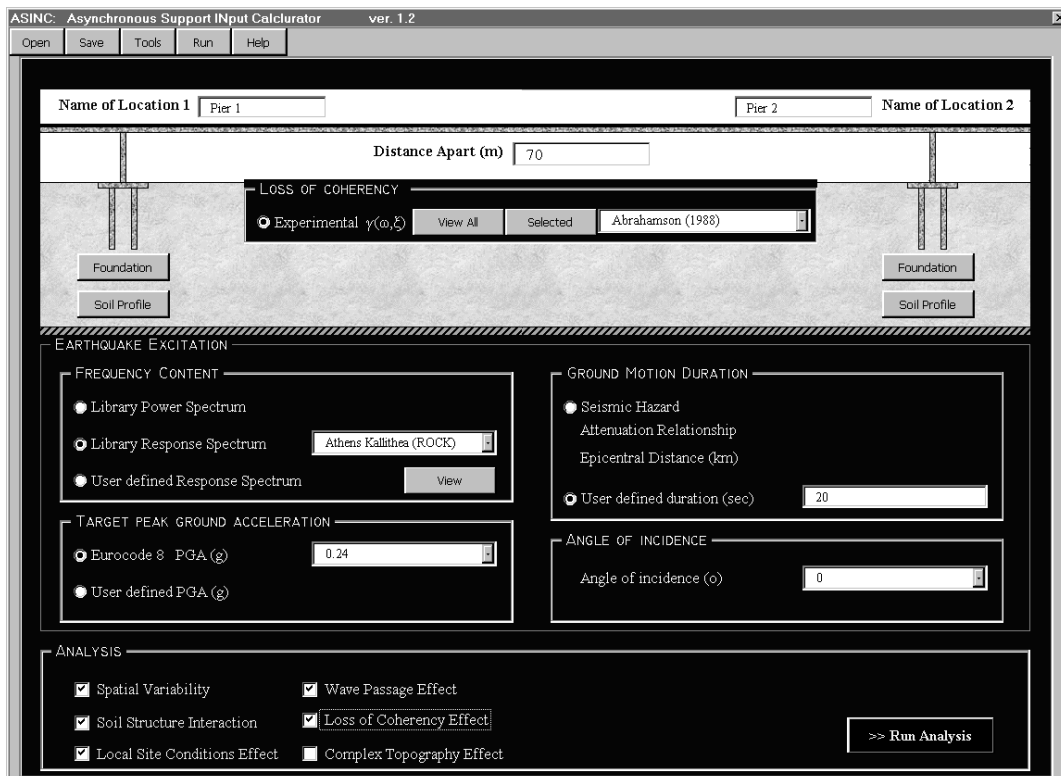 ASINC: Asynchronous Support INput Calclurator ver. 1.2
Open Save Tools Run Help
Name of Location 1 Pier 1 Pier 2 Name of Location 2
Distance Apart (m) 70
LOSS OF COHERENCY
Experimental γ(ω,ξ) View All Selected Abrahamson (1988)
Foundation Foundation
Soil Profile Soil Profile
EARTHQUAKE EXCITATION
FREQUENCY CONTENT
Library Power Spectrum
Library Response Spectrum Athens Kallithea (ROCK)
User defined Response Spectrum View
TARGET PEAK GROUND ACCELERATION
Eurocode 8 PGA (g) 0.24
User defined PGA (g)
GROUND MOTION DURATION
Seismic Hazard
Attenuation Relationship
Epicentral Distance (km)
User defined duration (sec) 20
ANGLE OF INCIDENCE
Angle of incidence (o) 0
ANALYSIS
Spatial Variability Wave Passage Effect
Soil Structure Interaction Loss of Coherency Effect
Local Site Conditions Effect Complex Topography Effect
>> Run Analysis